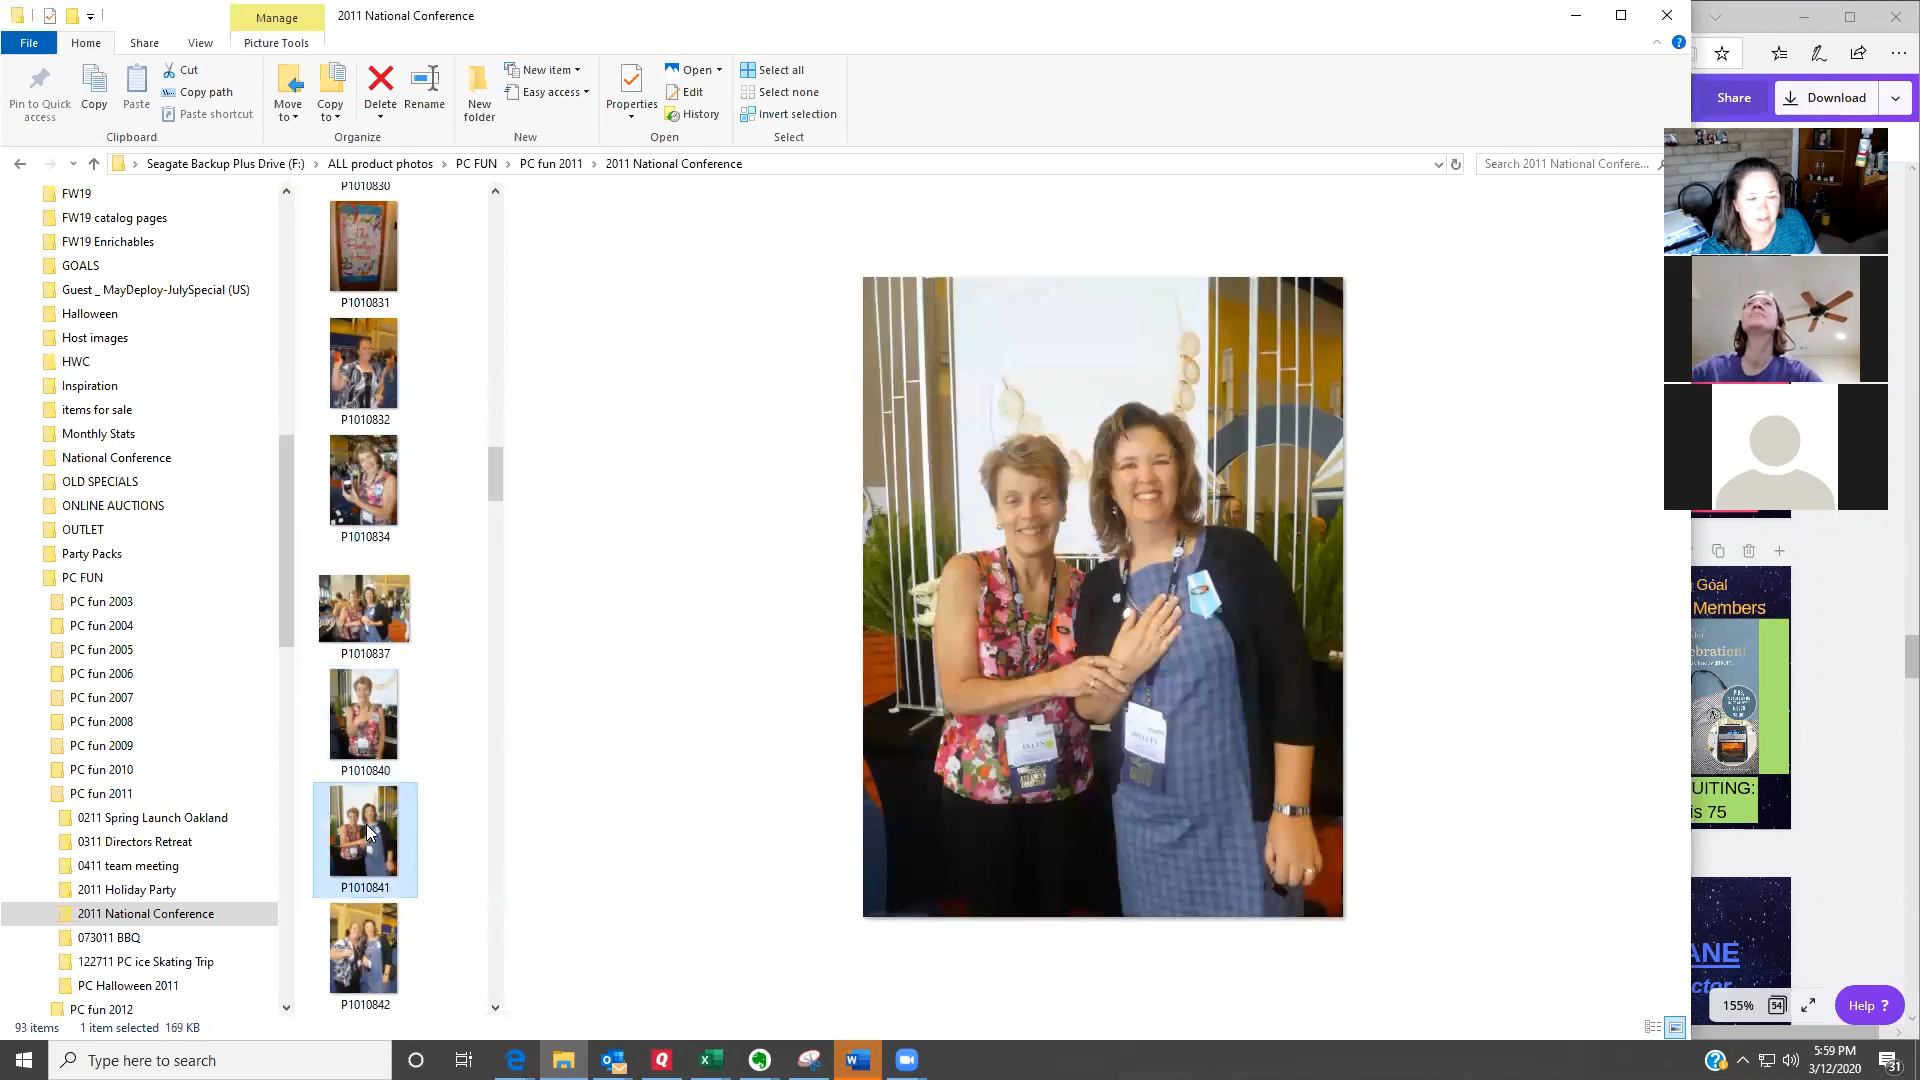 Manage
2011 National Conference
File
Home
Share
View
Picture Tools
Pin to Quick access
Copy
Paste
Cut
Copy path
Paste shortcut
Clipboard
Move to
Copy to
Delete
Rename
Organize
New folder
New item
Easy access
New
Properties
Open
Edit
History
Open
Select all
Select none
Invert selection
Select
Share
Download
Seagate Backup Plus Drive (F:)
ALL product photos
PC FUN
PC fun 2011
2011 National Conference
Search 2011 National Confere...
FW19
FW19 catalog pages
FW19 Enrichables
GOALS
Guest _ MayDeploy-JulySpecial (US)
Halloween
Host images
HWC
Inspiration
items for sale
Monthly Stats
National Conference
OLD SPECIALS
ONLINE AUCTIONS
OUTLET
Party Packs
PC FUN
PC fun 2003
PC fun 2004
PC fun 2005
PC fun 2006
PC fun 2007
PC fun 2008
PC fun 2009
PC fun 2010
PC fun 2011
0211 Spring Launch Oakland
0311 Directors Retreat
0411 team meeting
2011 Holiday Party
2011 National Conference
073011 BBQ
122711 PC ice Skating Trip
PC Halloween 2011
PC fun 2012
P1010830
P1010831
P1010832
P1010834
P1010837
P1010840
P1010841
P1010842
ELLEN
Goal
Members
ebration!
UITING:
is 75
ANE
ctor
155%
54
Help ?
93 items
1 item selected 169 KB
Type here to search
5:59 PM
3/12/2020
31